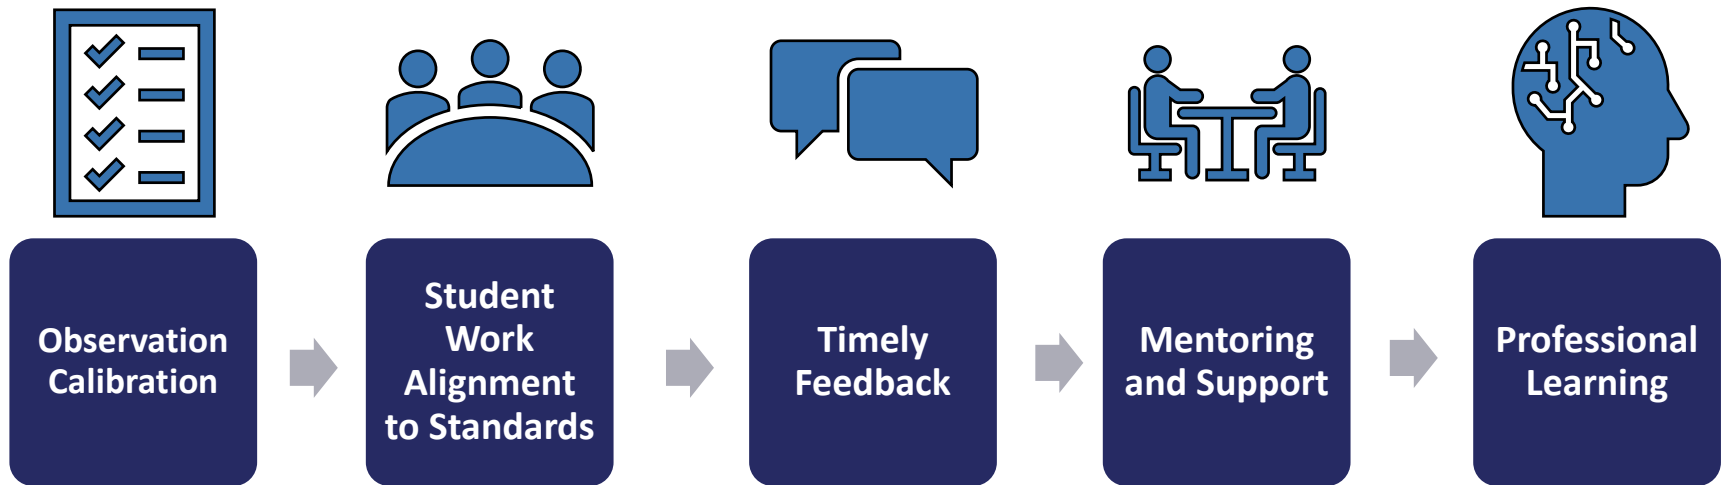 Observation
Calibration
Student
Work
Alignment
to Standards
Timely
Feedback
Mentoring
and Support
Professional
Learning